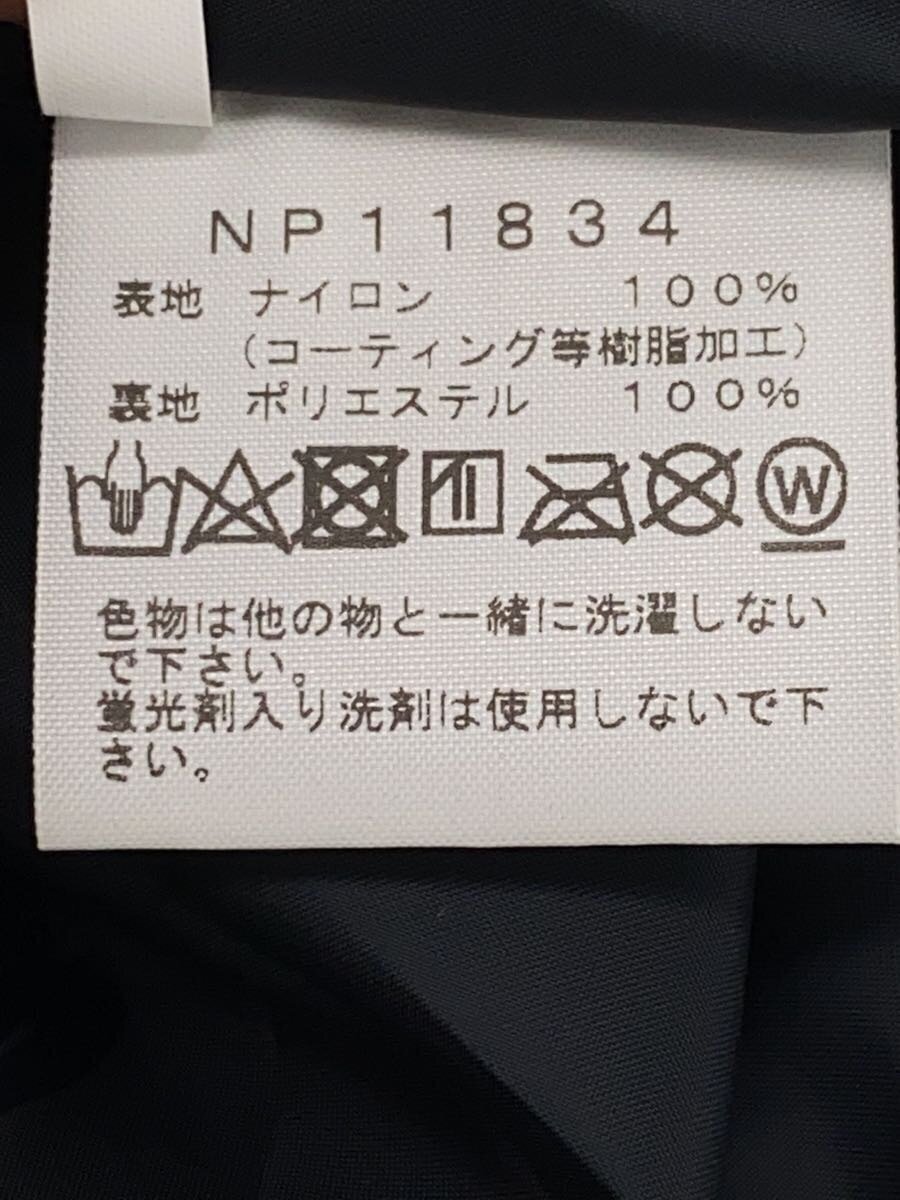 NP11834
表地 ナイロン 100%
(コーティング等樹脂加工)
裏地 ポリエステル 100%
W
色物は他の物と一緒に洗濯しない
で下さい。
蛍光剤入り洗剤は使用しないで下
さい。